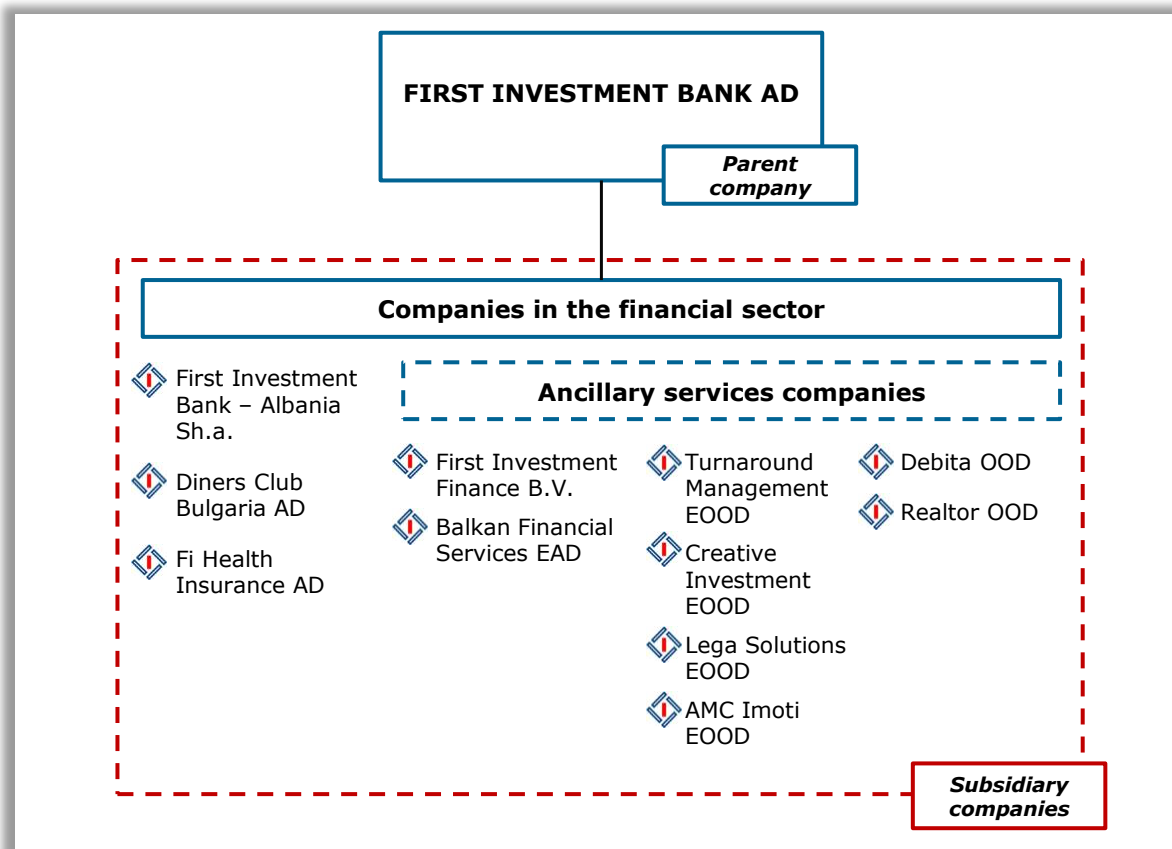 FIRST INVESTMENT BANK AD
Parent
company
Companies in the financial sector
First Investment
Bank – Albania
Sh.a.
Diners Club
Bulgaria AD
Fi Health
Insurance AD
Ancillary services companies
First Investment
Finance B.V.
Balkan Financial
Services EAD
Turnaround
Management
EOOD
Creative
Investment
EOOD
Lega Solutions
EOOD
AMC Imoti
EOOD
Debita OOD
Realtor OOD
Subsidiary
companies